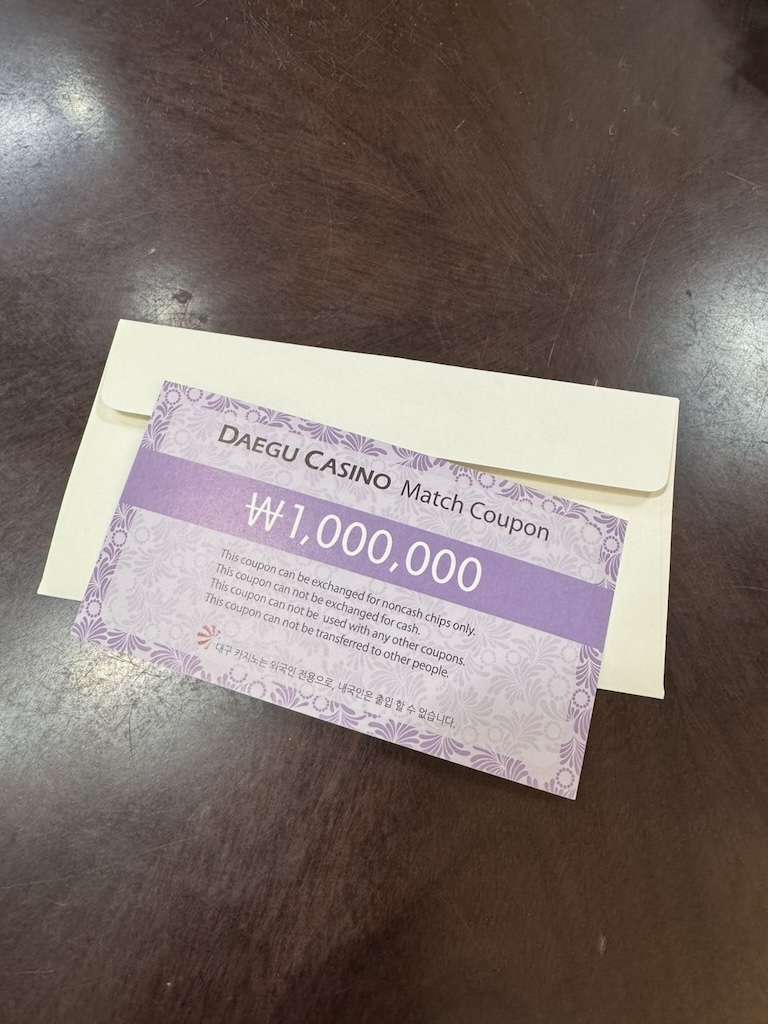 DAEGU CASINO Match Coupon
₩1,000,000
This coupon can be exchanged for noncash chips only.
This coupon can not be exchanged for cash.
This coupon can not be used with any other coupons.
This coupon can not be transferred to other people.
대구 카지노는 외국인 전용으로, 내국인은 출입 할 수 없습니다.